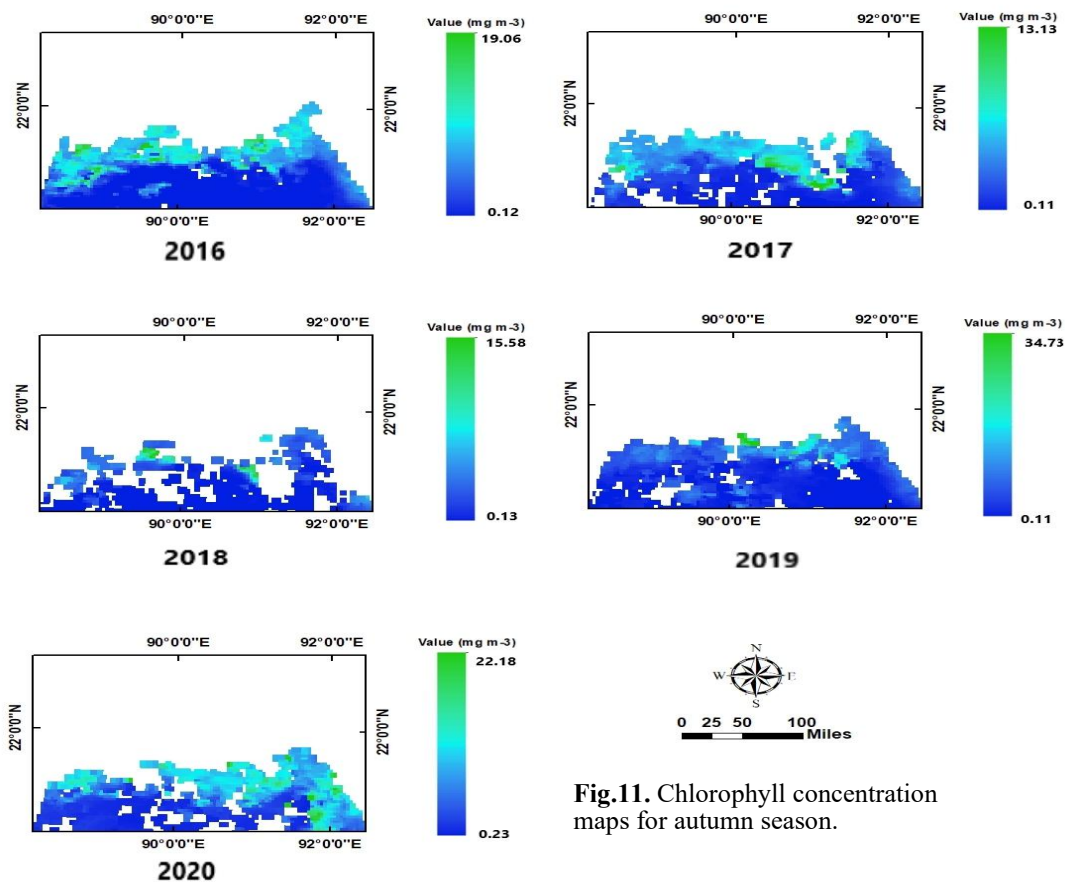 90°0'0"E 92°0'0"E
Value (mg m-3)
19.06
22°0'0"N
22°0'0"N
0.12
90°0'0"E 92°0'0"E
2016
90°0'0"E 92°0'0"E
Value (mg m-3)
13.13
22°0'0"N
22°0'0"N
0.11
90°0'0"E 92°0'0"E
2017
90°0'0"E 92°0'0"E
Value (mg m-3)
15.58
22°0'0"N
22°0'0"N
0.13
90°0'0"E 92°0'0"E
2018
90°0'0"E 92°0'0"E
Value (mg m-3)
34.73
22°0'0"N
22°0'0"N
0.11
90°0'0"E 92°0'0"E
2019
90°0'0"E 92°0'0"E
Value (mg m-3)
22.18
22°0'0"N
22°0'0"N
0.23
90°0'0"E 92°0'0"E
2020
N
W E
S
0 25 50 100
Miles
Fig.11. Chlorophyll concentration
maps for autumn season.